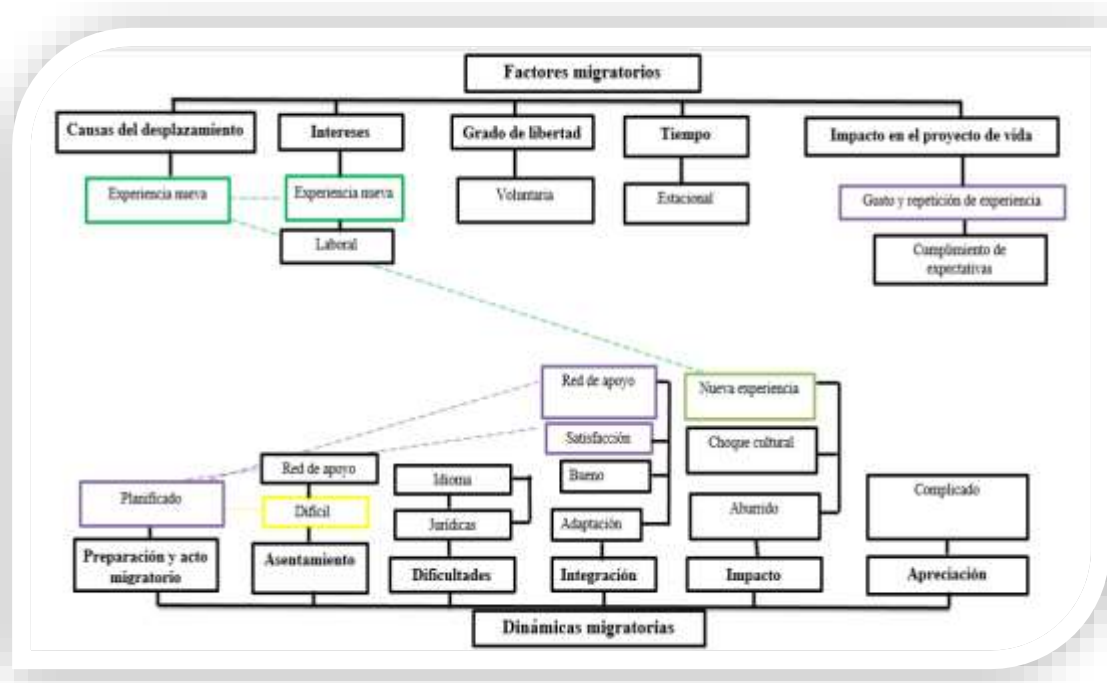 Factores migratorios
Causas del desplazamiento
Intereses
Grado de libertad
Tiempo
Impacto en el proyecto de vida
Experiencia nueva
Experiencia nueva
Voluntaria
Estacional
Gusto y repetición de experiencia
Laboral
Cumplimiento de
expectativas
Red de apoyo
Nueva experiencia
Satisfacción
Choque cultural
Red de apoyo
Bueno
Idioma
Complicado
Planificado
Difícil
Jurídicas
Adaptación
Aburrido
Preparación y acto
migratorio
Asentamiento
Dificultades
Integración
Impacto
Apreciación
Dinámicas migratorias